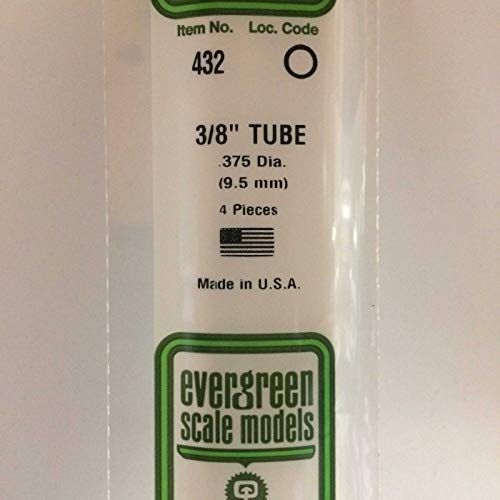 Item No. Loc. Code
432
3/8" TUBE
.375 Dia.
(9.5 mm)
4 Pieces
Made in U.S.A.
evergreen
scale models